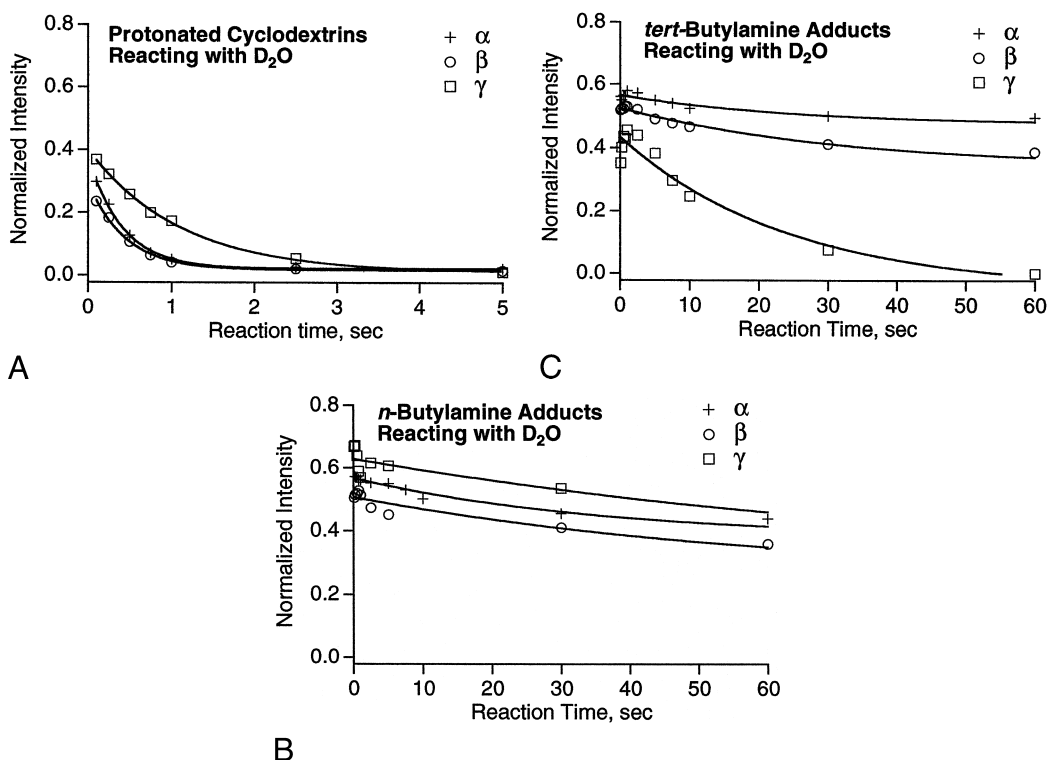 Protonated Cyclodextrins
Reacting with D₂O
α
β
γ
Normalized Intensity
0.8
0.6
0.4
0.2
0.0
0
1
2
3
4
5
Reaction time, sec
A
tert-Butylamine Adducts
Reacting with D₂O
α
β
γ
Normalized Intensity
0.8
0.6
0.4
0.2
0.0
0
10
20
30
40
50
60
Reaction Time, sec
C
n-Butylamine Adducts
Reacting with D₂O
α
β
γ
Normalized Intensity
0.8
0.6
0.4
0.2
0.0
0
10
20
30
40
50
60
Reaction Time, sec
B